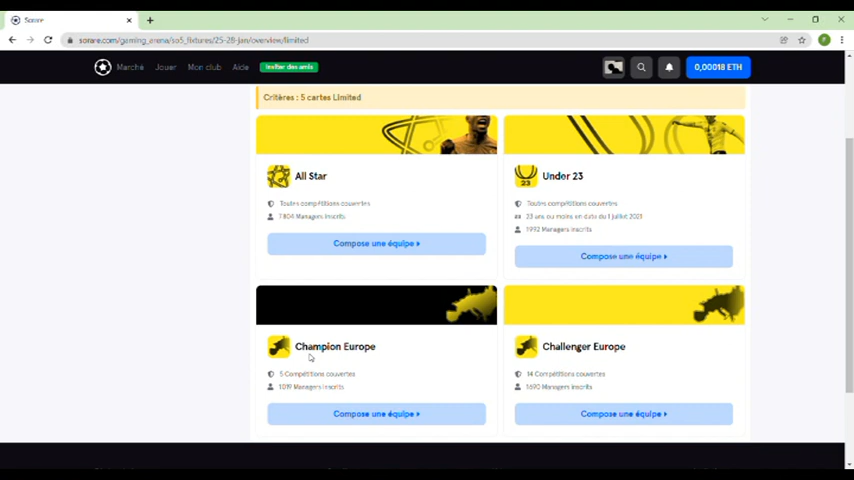 Sorare
sorare.com/gaming_arena/so5_fixtures/25-28-jan/overview/limited
Marché Jouer Mon club Aide Inviter des amis 0,00018 ETH
Critères : 5 cartes Limited
All Star
Toutes compétitions couvertes
7 804 Managers inscrits
Compose une équipe
23
Under 23
Toutes compétitions couvertes
23 ans ou moins en date du 1 juillet 2021
1992 Managers inscrits
Compose une équipe
Champion Europe
5 Compétitions couvertes
1019 Managers inscrits
Compose une équipe
Challenger Europe
14 Compétitions couvertes
1690 Managers inscrits
Compose une équipe